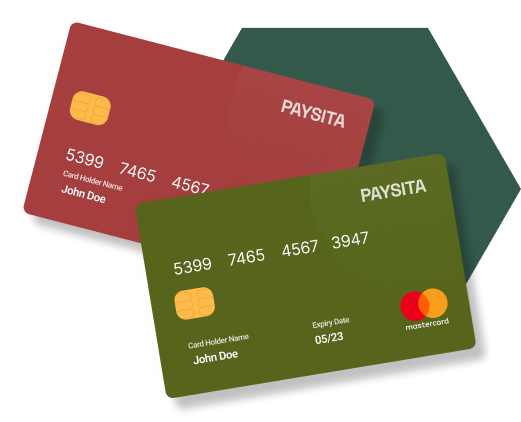 PAYSITA
5399 7465 4567
Card Holder Name
John Doe
PAYSITA
5399 7465 4567 3947
Card Holder Name
John Doe
Expiry Date
05/23
mastercard